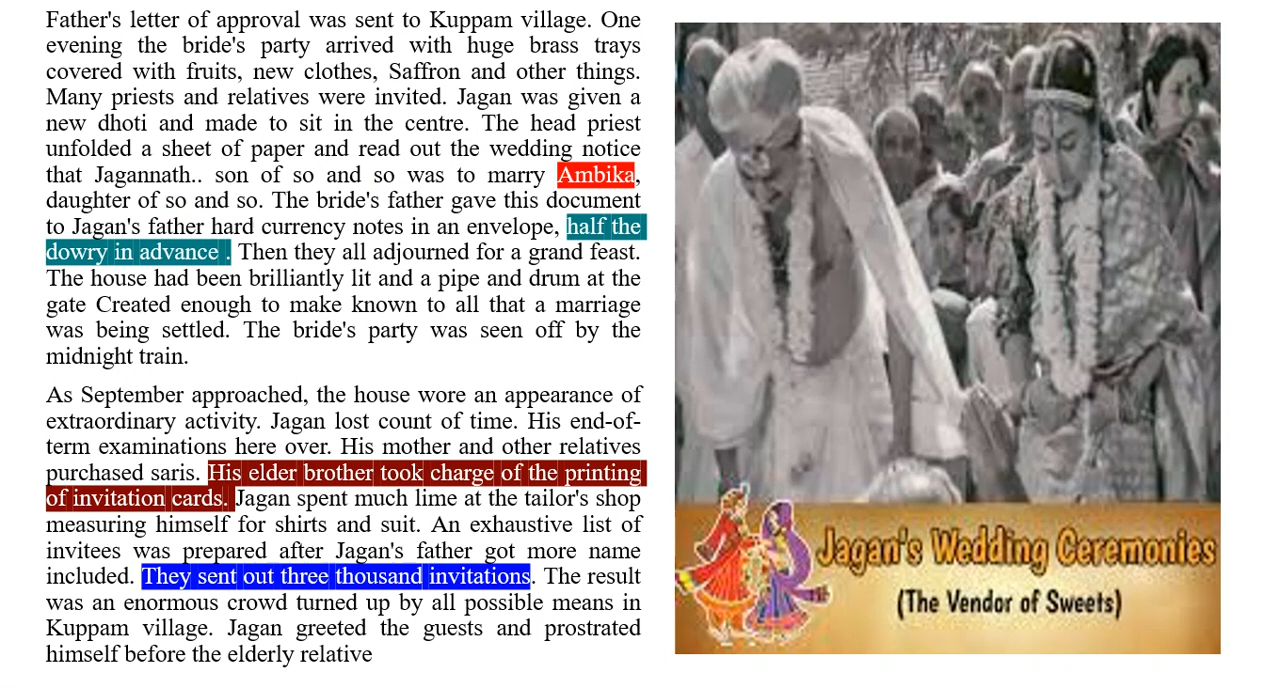 Father's letter of approval was sent to Kuppam village. One
evening the bride's party arrived with huge brass trays
covered with fruits, new clothes, Saffron and other things.
Many priests and relatives were invited. Jagan was given a
new dhoti and made to sit in the centre. The head priest
unfolded a sheet of paper and read out the wedding notice
that Jagannath.. son of so and so was to marry Ambika,
daughter of so and so. The bride's father gave this document
to Jagan's father hard currency notes in an envelope, half the
dowry in advance . Then they all adjourned for a grand feast.
The house had been brilliantly lit and a pipe and drum at the
gate Created enough to make known to all that a marriage
was being settled. The bride's party was seen off by the
midnight train.
As September approached, the house wore an appearance of
extraordinary activity. Jagan lost count of time. His end-of-
term examinations here over. His mother and other relatives
purchased saris. His elder brother took charge of the printing
of invitation cards. Jagan spent much lime at the tailor's shop
measuring himself for shirts and suit. An exhaustive list of
invitees was prepared after Jagan's father got more name
included. They sent out three thousand invitations. The result
was an enormous crowd turned up by all possible means in
Kuppam village. Jagan greeted the guests and prostrated
himself before the elderly relative
Jagan's Wedding Ceremonies
(The Vendor of Sweets)